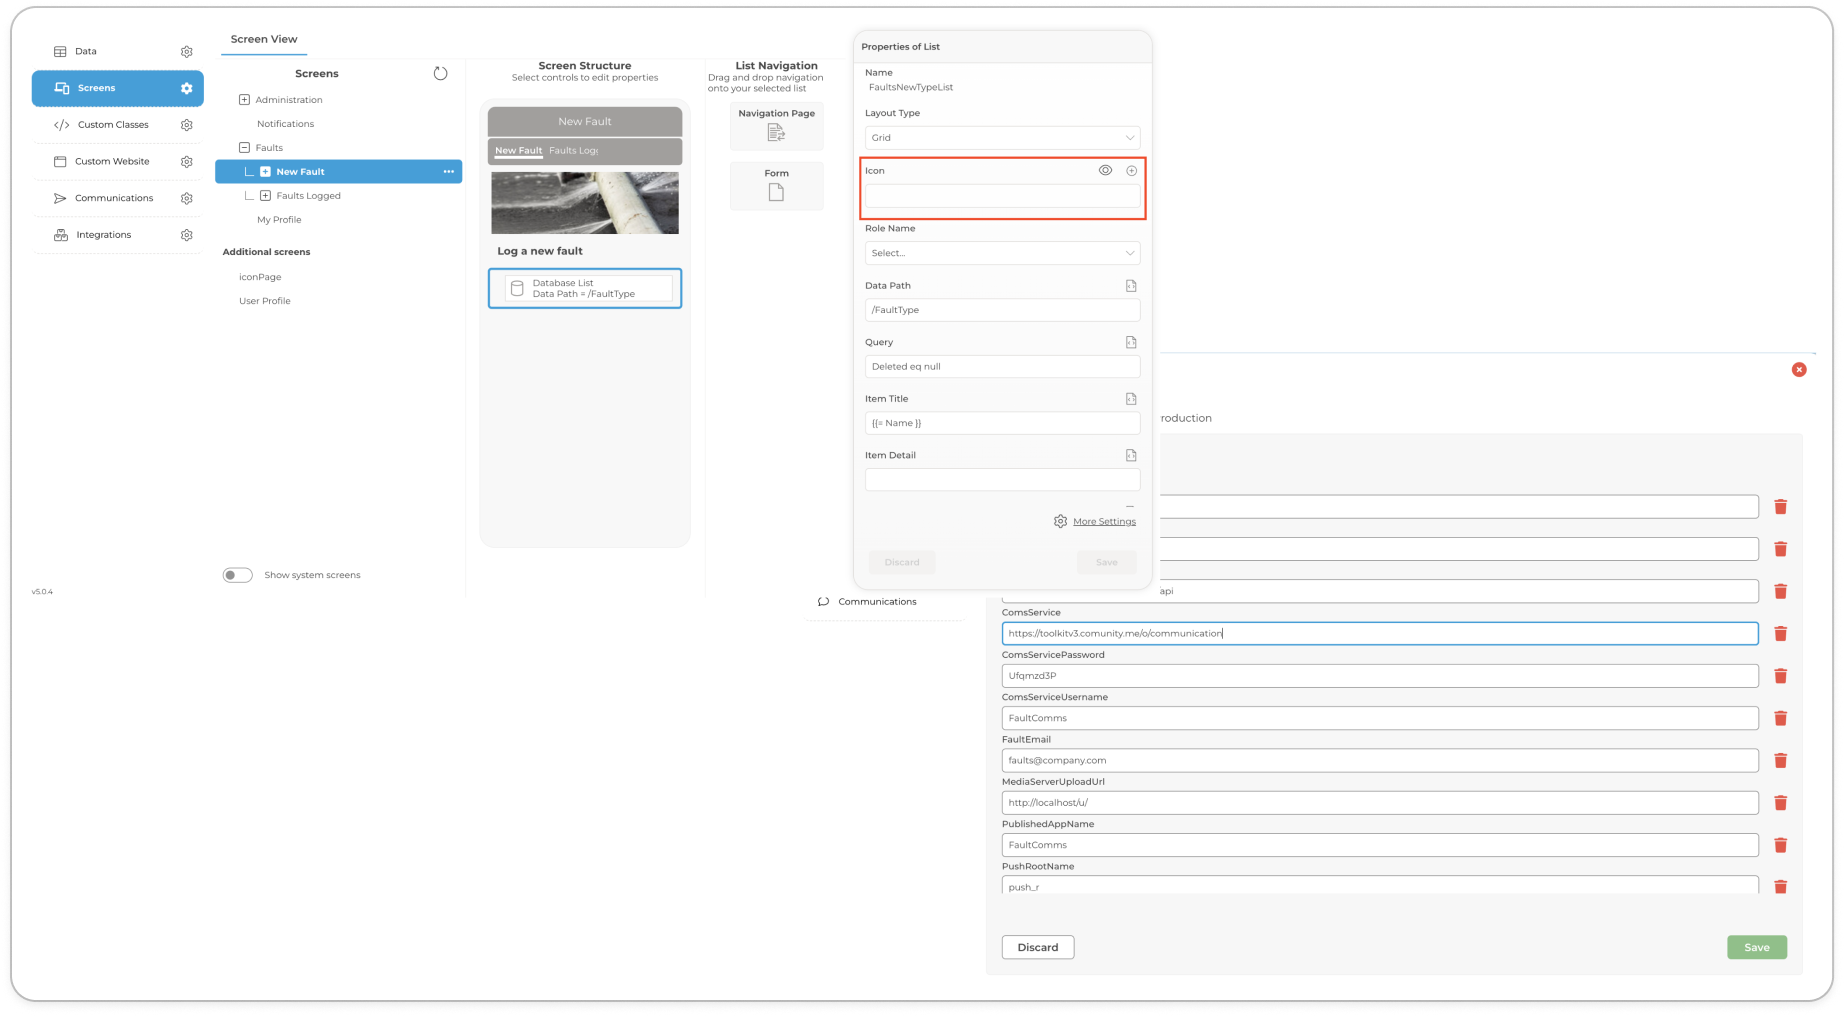 Data
Screens
Custom Classes
Custom Website
Communications
Integrations
v5.0.4
Screen View
Screens
Administration
Notifications
Faults
New Fault
Faults Logged
My Profile
Additional screens
iconPage
User Profile
Show system screens
Screen Structure
Select controls to edit properties
New Fault
New Fault Faults Logg
Log a new fault
Database List
Data Path = /FaultType
List Navigation
Drag and drop navigation
onto your selected list
Navigation Page
Form
Properties of List
Name
FaultsNewTypeList
Layout Type
Grid
Icon
Role Name
Select...
Data Path
/FaultType
Query
Deleted eq null
Item Title
{{= Name }}
Item Detail
More Settings
Discard
Save
Communications
roduction
api
ComsService
https://toolkitv3.comunity.me/o/communication
ComsServicePassword
Ufqmzd3P
ComsServiceUsername
FaultComms
FaultEmail
faults@company.com
MediaServerUploadUrl
http://localhost/u/
PublishedAppName
FaultComms
PushRootName
push_r
Discard
Save